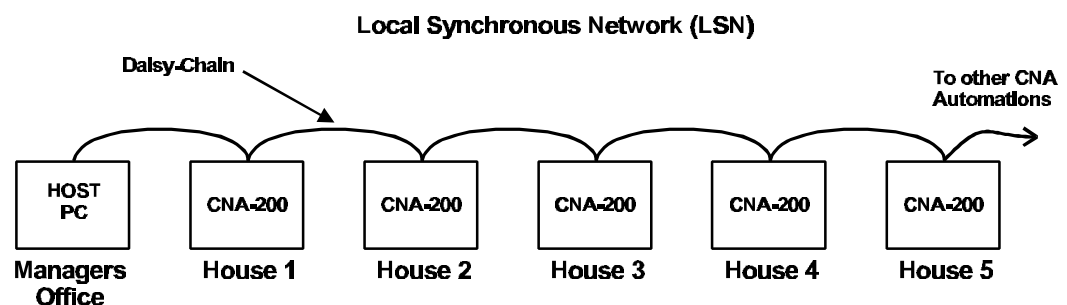 Local Synchronous Network (LSN)
Daisy-Chain
To other CNA
Automations
HOST
PC
CNA-200
CNA-200
CNA-200
CNA-200
CNA-200
Managers
Office
House 1
House 2
House 3
House 4
House 5